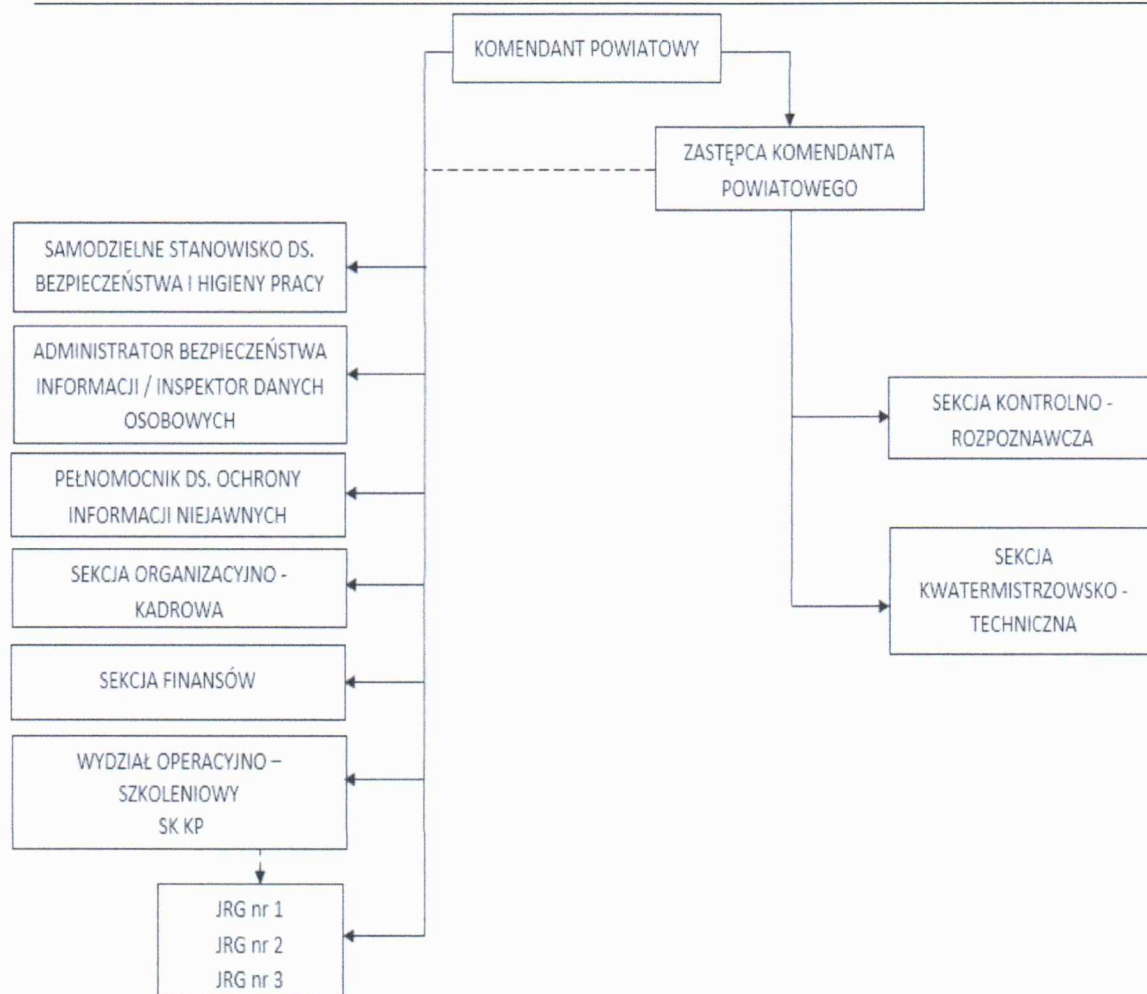 KOMENDANT POWIATOWY
ZASTĘPCA KOMENDANTA
POWIATOWEGO
SAMODZIELNE STANOWISKO DS.
BEZPIECZEŃSTWA I HIGIENY PRACY
ADMINISTRATOR BEZPIECZEŃSTWA
INFORMACJI / INSPEKTOR DANYCH
OSOBOWYCH
PEŁNOMOCNIK DS. OCHRONY
INFORMACJI NIEJAWNYCH
SEKCJA ORGANIZACYJNO -
KADROWA
SEKCJA FINANSÓW
WYDZIAŁ OPERACYJNO –
SZKOLENIOWY
SK KP
JRG nr 1
JRG nr 2
JRG nr 3
SEKCJA KONTROLNO -
ROZPOZNAWCZA
SEKCJA
KWATERMISTRZOWSKO -
TECHNICZNA